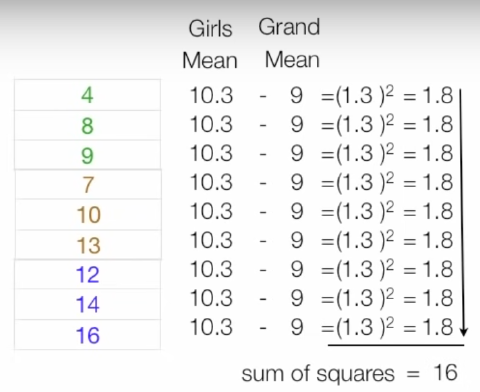 Girls Grand
Mean Mean
4 10.3 - 9 =(1.3 )² = 1.8
8 10.3 - 9 =(1.3 )² = 1.8
9 10.3 - 9 =(1.3 )² = 1.8
7 10.3 - 9 =(1.3 )² = 1.8
10 10.3 - 9 =(1.3 )² = 1.8
13 10.3 - 9 =(1.3 )² = 1.8
12 10.3 - 9 =(1.3 )² = 1.8
14 10.3 - 9 =(1.3 )² = 1.8
16 10.3 - 9 =(1.3 )² = 1.8
sum of squares = 16